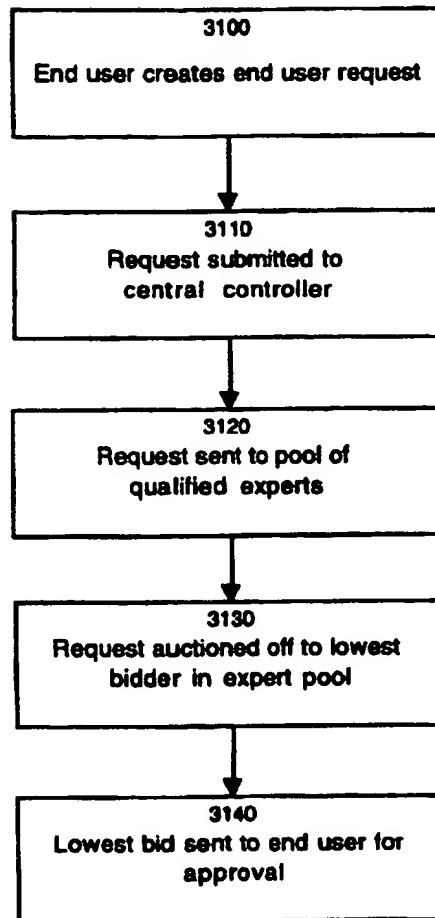 3100
End user creates end user request
3110
Request submitted to
central controller
3120
Request sent to pool of
qualified experts
3130
Request auctioned off to lowest
bidder in expert pool
3140
Lowest bid sent to end user for
approval